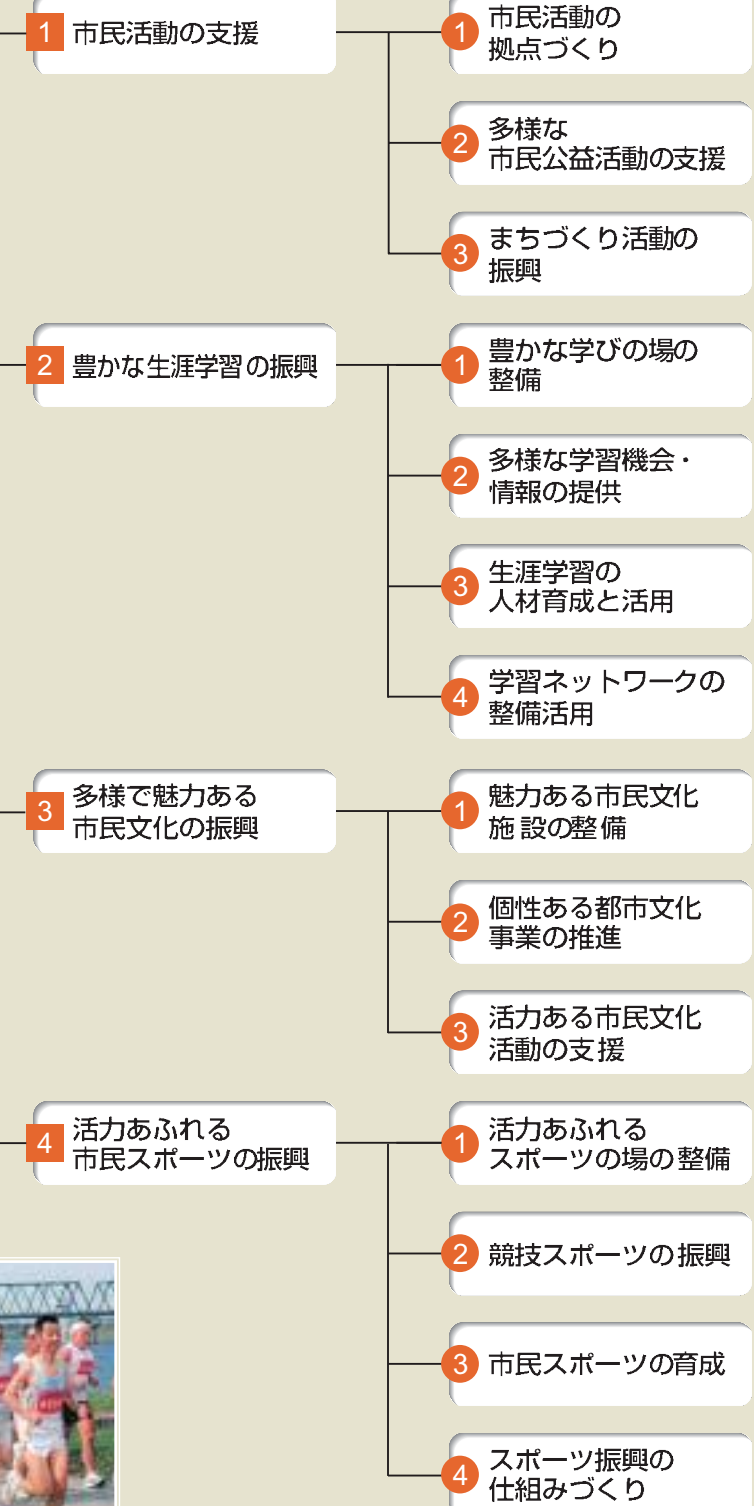 1 市民活動の支援
1 市民活動の
拠点づくり
2 多様な
市民公益活動の支援
3 まちづくり活動の
振興
2 豊かな生涯学習の振興
1 豊かな学びの場の
整備
2 多様な学習機会・
情報の提供
3 生涯学習の
人材育成と活用
4 学習ネットワークの
整備活用
3 多様で魅力ある
市民文化の振興
1 魅力ある市民文化
施設の整備
2 個性ある都市文化
事業の推進
3 活力ある市民文化
活動の支援
4 活力あふれる
市民スポーツの振興
1 活力あふれる
スポーツの場の整備
2 競技スポーツの振興
3 市民スポーツの育成
4 スポーツ振興の
仕組みづくり